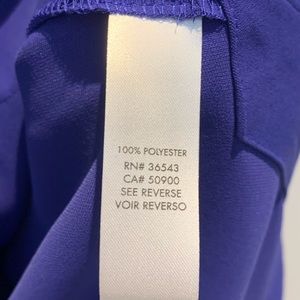 100% POLYESTER
RN# 36543
CA# 50900
SEE REVERSE
VOIR REVERSO